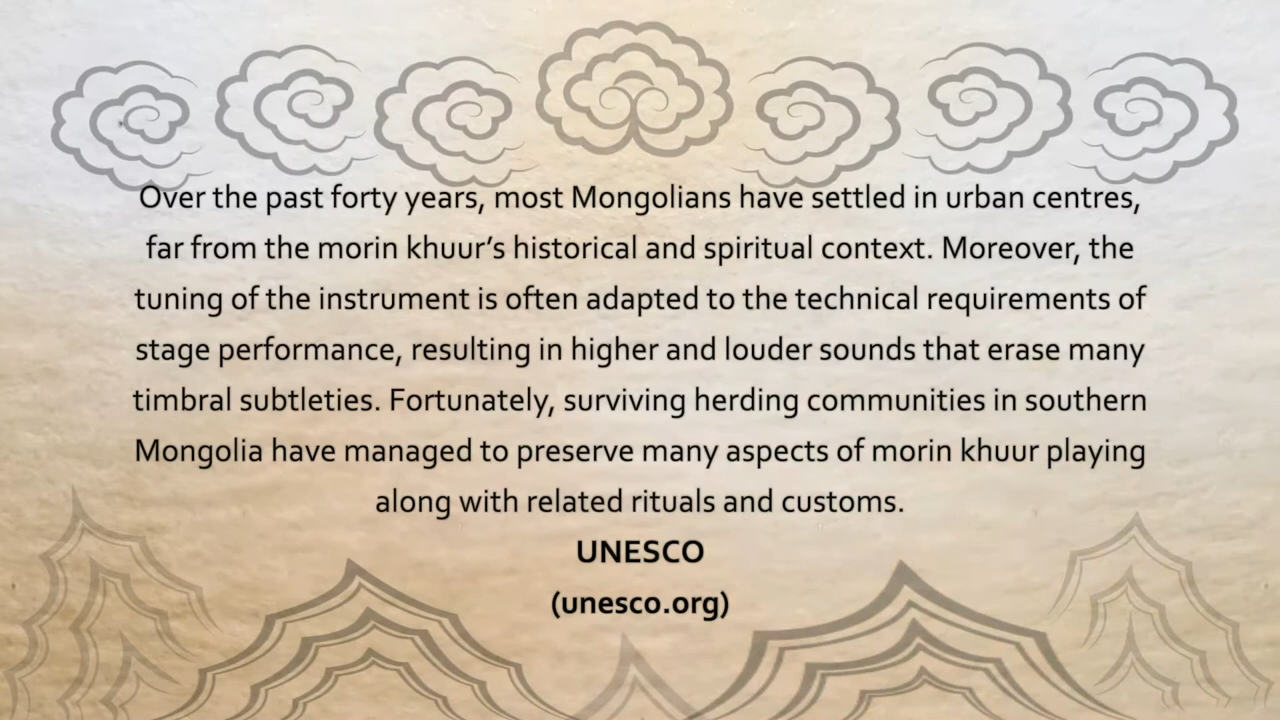 Over the past forty years, most Mongolians have settled in urban centres,
far from the morin khuur’s historical and spiritual context. Moreover, the
tuning of the instrument is often adapted to the technical requirements of
stage performance, resulting in higher and louder sounds that erase many
timbral subtleties. Fortunately, surviving herding communities in southern
Mongolia have managed to preserve many aspects of morin khuur playing
along with related rituals and customs.
UNESCO
(unesco.org)